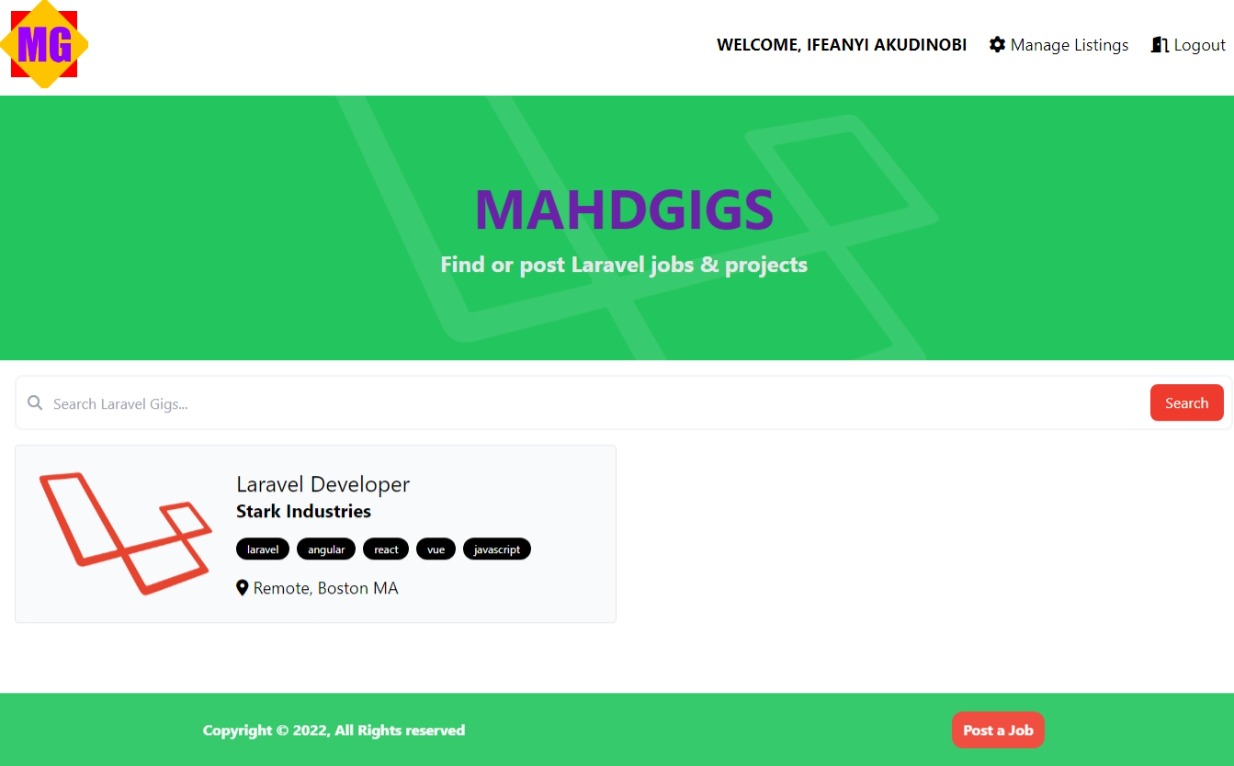 MG
WELCOME, IFEANYI AKUDINOBI Manage Listings Logout
MAHDGIGS
Find or post Laravel jobs & projects
Search Laravel Gigs... Search
Laravel Developer
Stark Industries
laravel angular react vue javascript
Remote, Boston MA
Copyright © 2022, All Rights reserved Post a Job